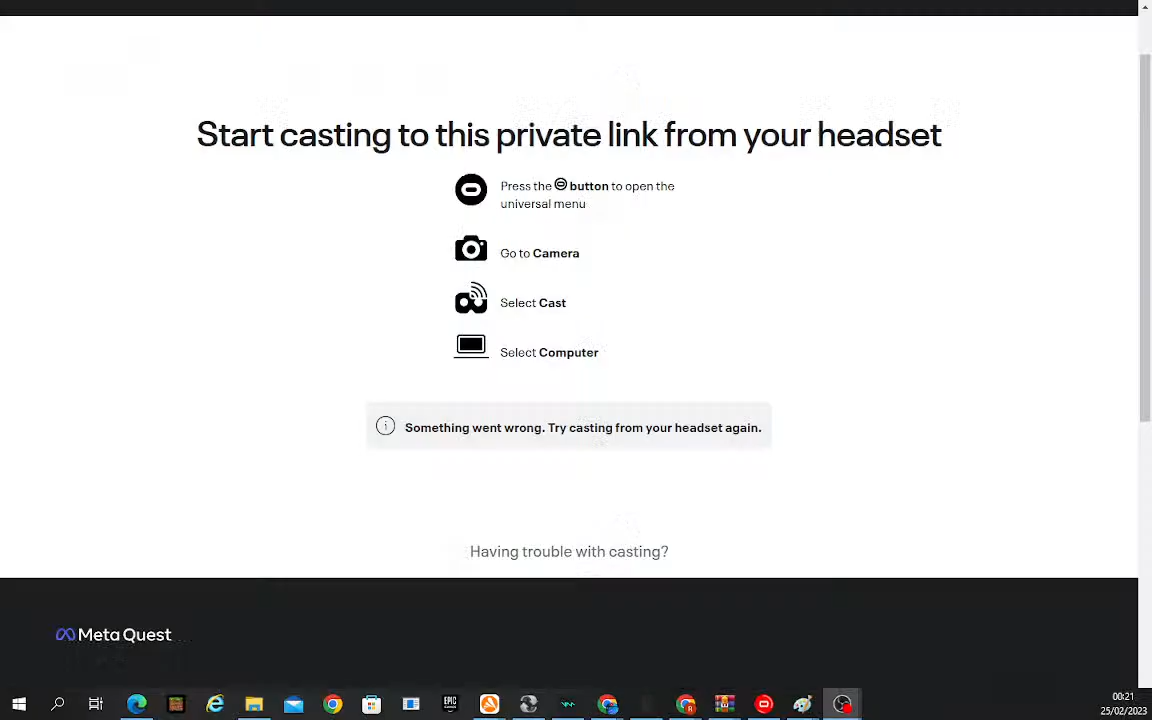 Start casting to this private link from your headset
Press the button to open the
universal menu
Go to Camera
Select Cast
Select Computer
Something went wrong. Try casting from your headset again.
Having trouble with casting?
Meta Quest
EPIC
00:21
25/02/2023